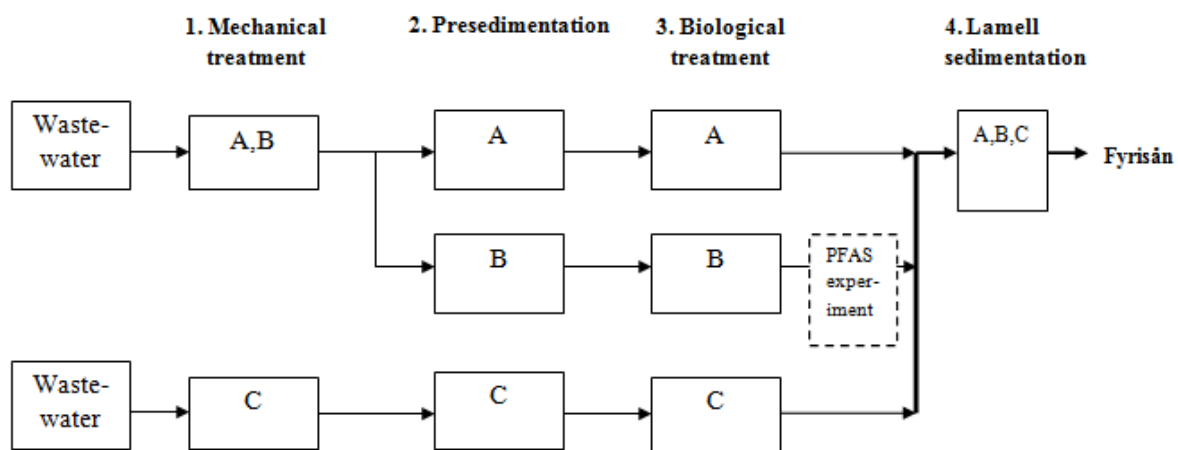 1. Mechanical
treatment
2. Presedimentation
3. Biological
treatment
4. Lamell
sedimentation
Waste-
water
A,B
A
A
A,B,C
Fyrisån
B
B
PFAS
exper-
iment
Waste-
water
C
C
C